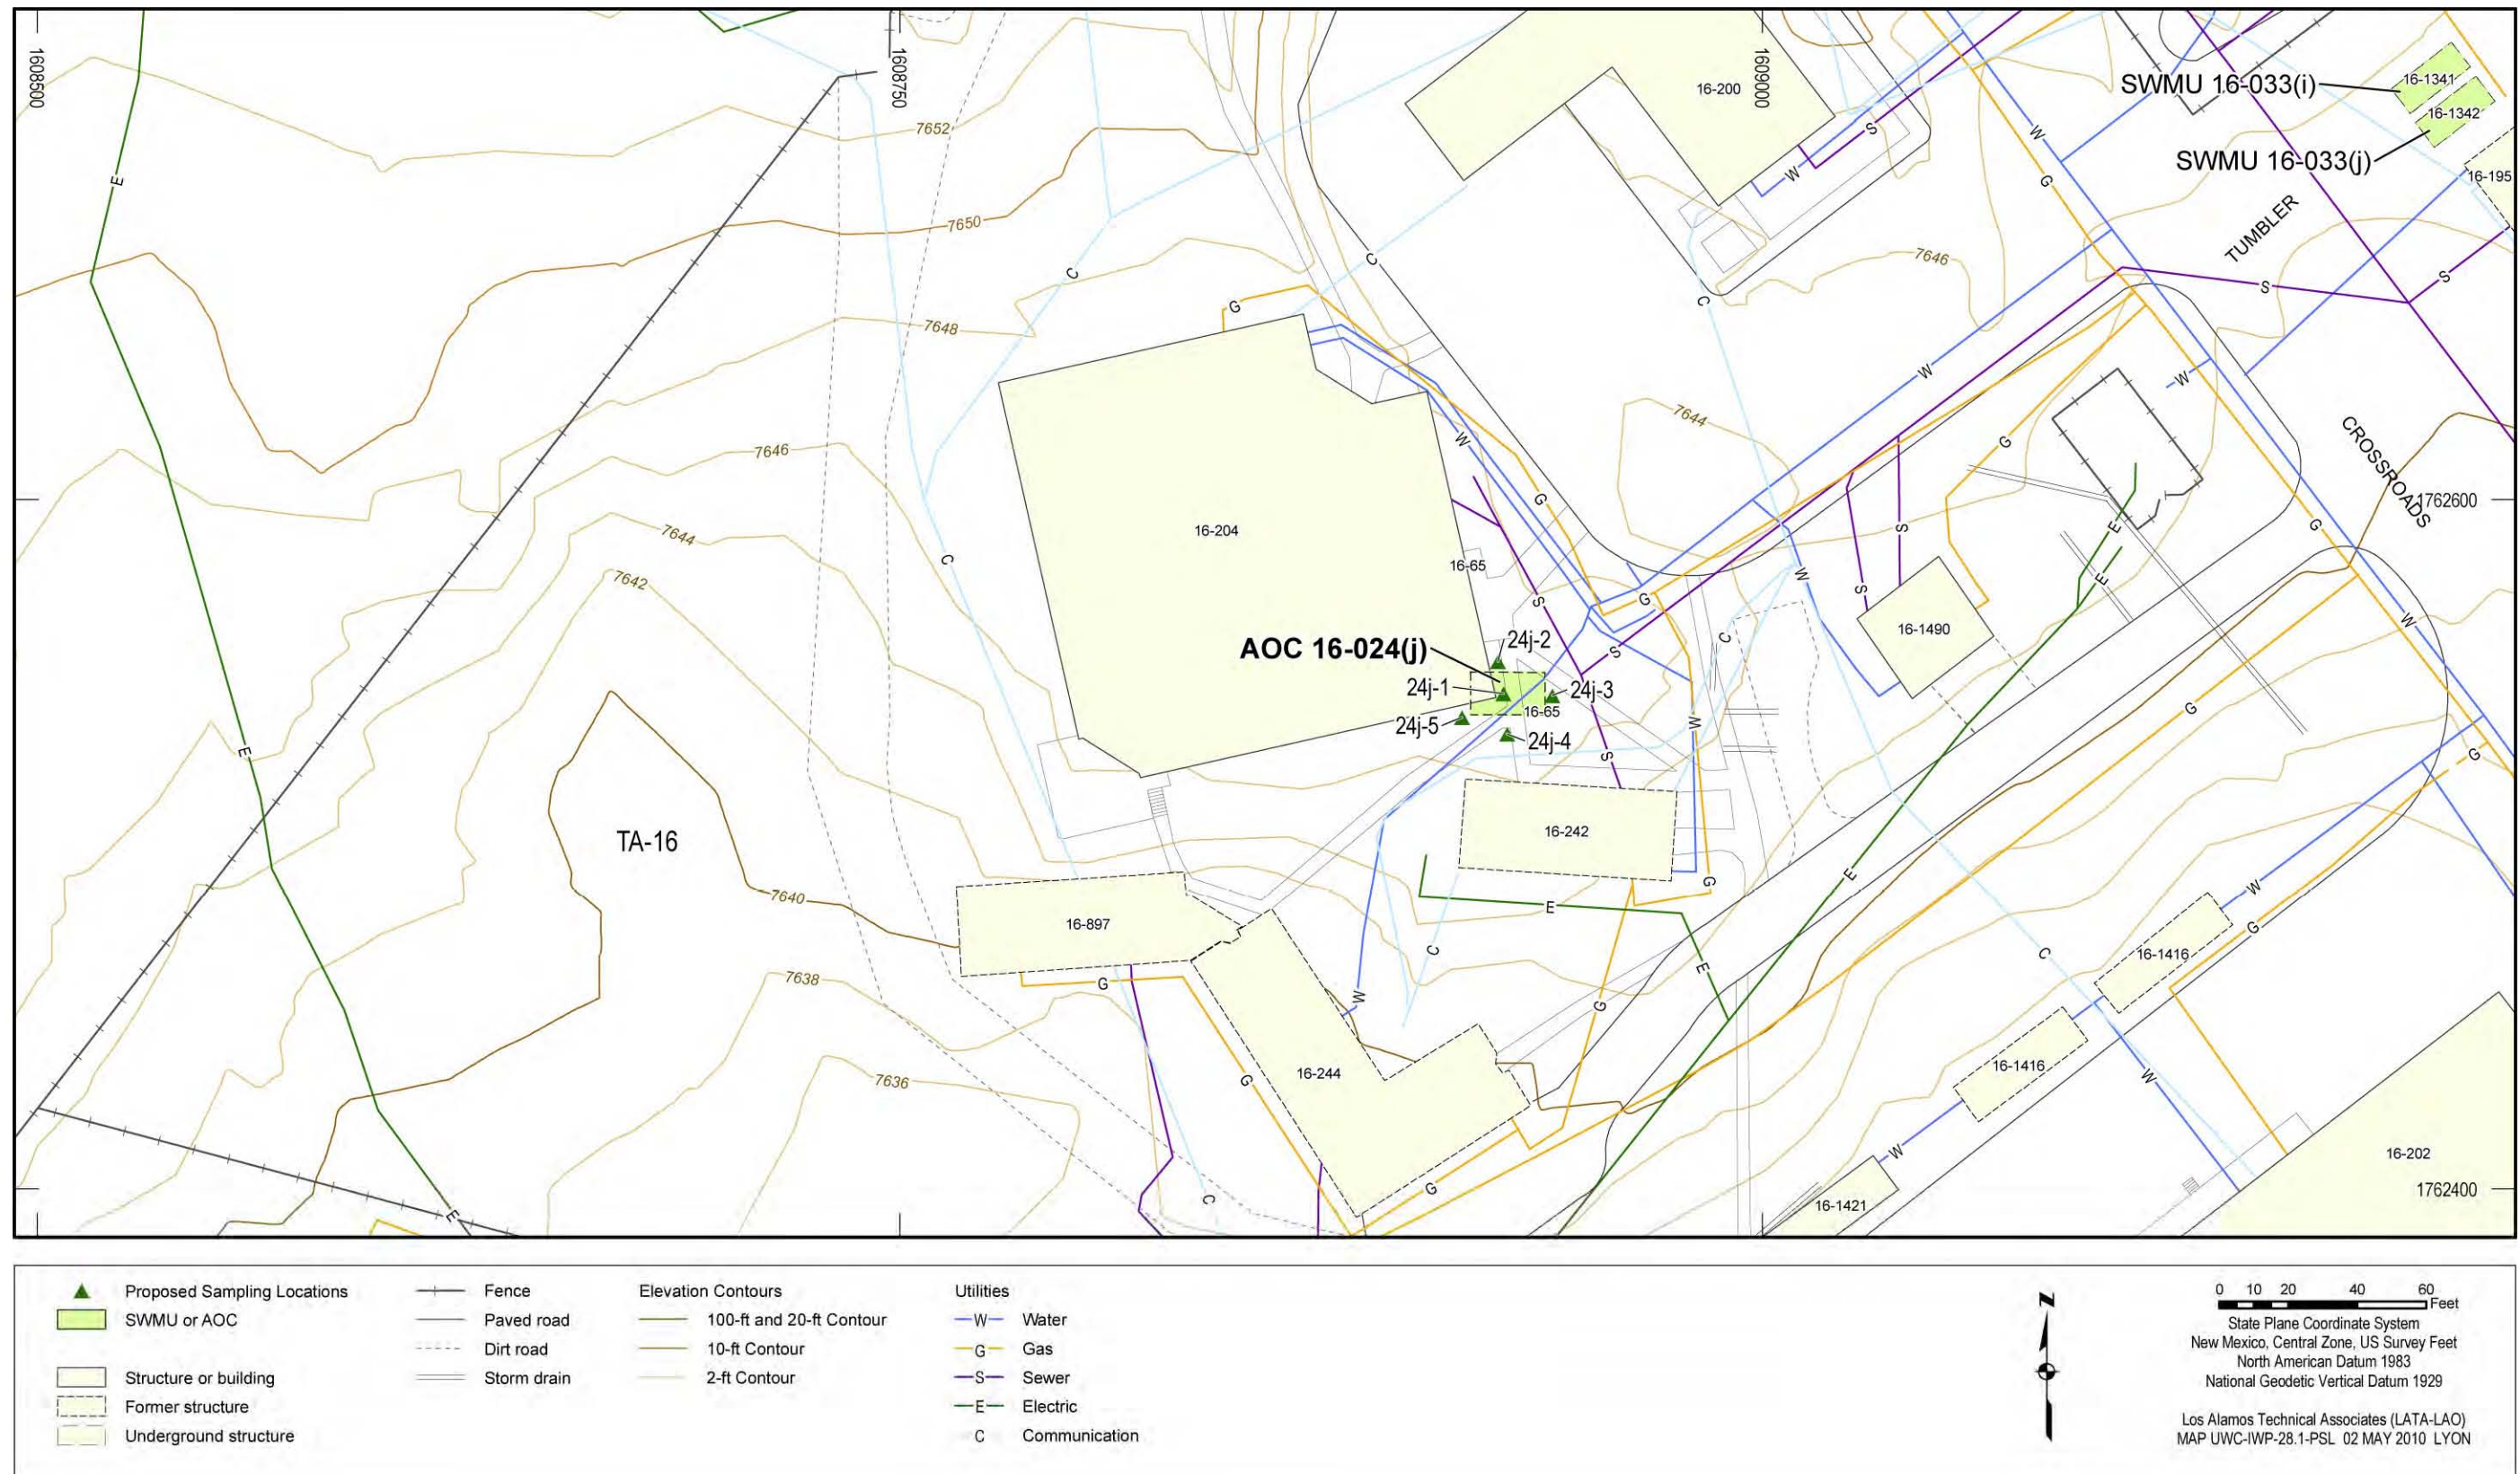 1608500
1608750
1609000
16-200
16-1341
SWMU 16-033(i)
16-1342
SWMU 16-033(j)
16-195
TUMBLER
7652
7650
7648
7646
7644
7642
7646
7644
CROSSROADS
1762600
16-204
16-65
16-1490
AOC 16-024(j)
24j-2
24j-1
24j-3
16-65
24j-5
24j-4
TA-16
16-242
7640
16-897
7638
7636
16-244
16-1416
16-1416
16-202
16-1421
1762400
E
E
E
E
E
E
E
E
E
C
C
C
C
C
C
C
C
C
G
G
G
G
G
G
G
G
G
G
G
G
G
G
W
W
W
W
W
W
W
W
W
W
W
W
S
S
S
S
S
S
S
S
Proposed Sampling Locations
SWMU or AOC
Structure or building
Former structure
Underground structure
Fence
Paved road
Dirt road
Storm drain
Elevation Contours
100-ft and 20-ft Contour
10-ft Contour
2-ft Contour
Utilities
W Water
G Gas
S Sewer
E Electric
C Communication
N
0 10 20 40 60
Feet
State Plane Coordinate System
New Mexico, Central Zone, US Survey Feet
North American Datum 1983
National Geodetic Vertical Datum 1929
Los Alamos Technical Associates (LATA-LAO)
MAP UWC-IWP-28.1-PSL 02 MAY 2010 LYON